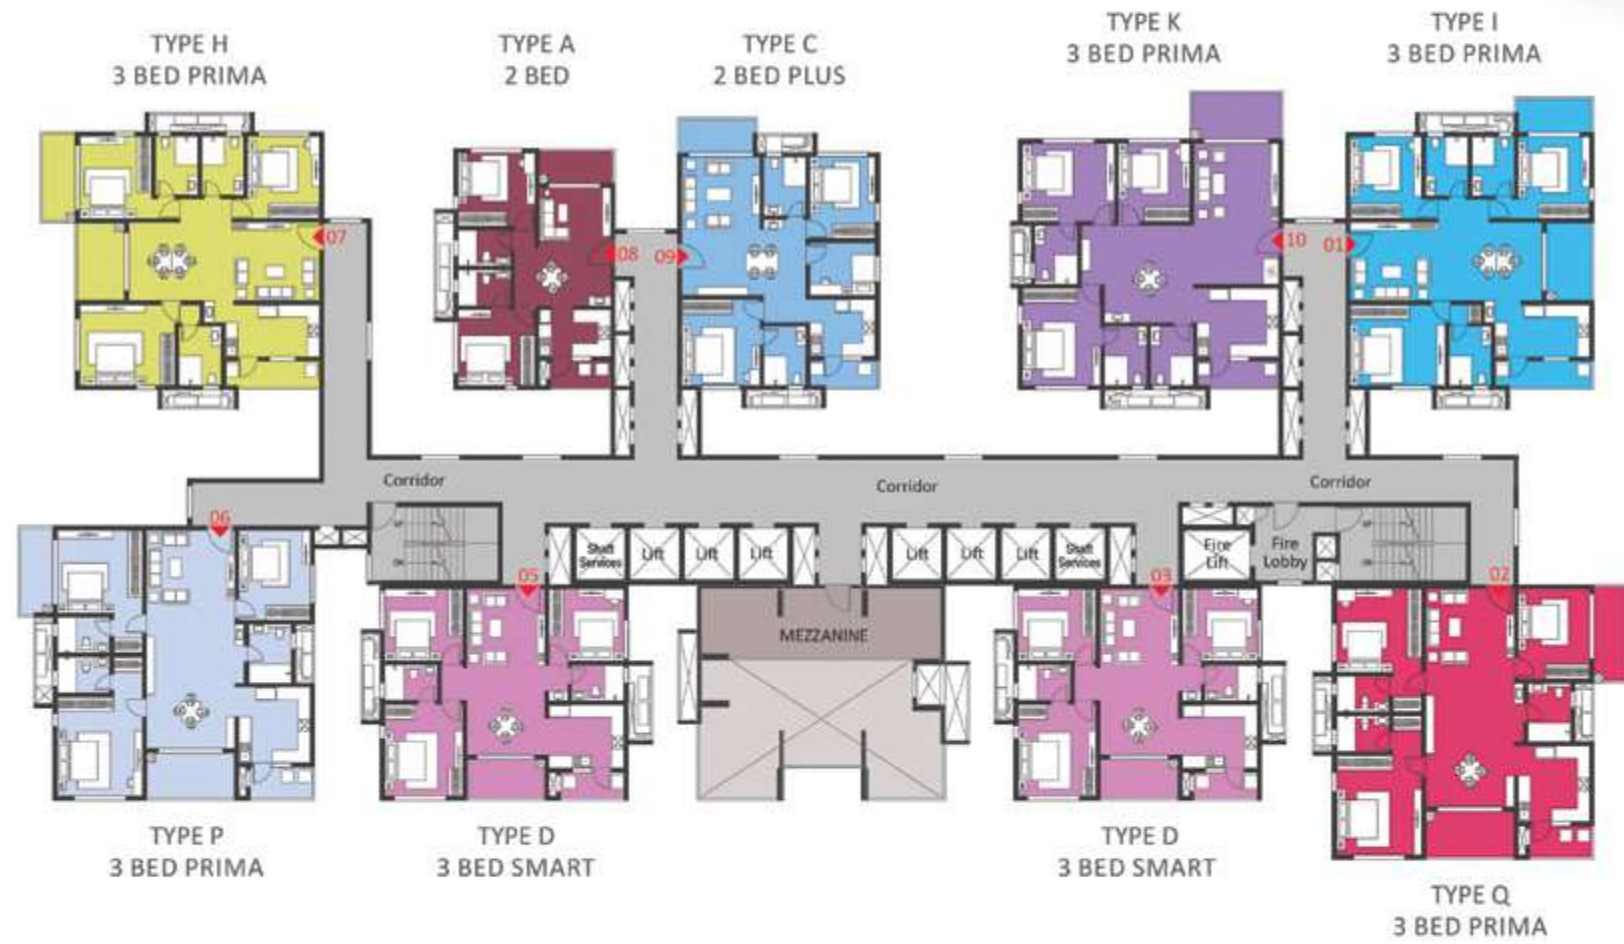 TYPE H
3 BED PRIMA
TYPE A
2 BED
TYPE C
2 BED PLUS
TYPE K
3 BED PRIMA
TYPE I
3 BED PRIMA
07
08
09
10
01
Corridor
Corridor
Corridor
06
05
03
02
Shaft
Services
Lift
Lift
Lift
Lift
Lift
Lift
Shaft
Services
Fire
Lift
Fire
Lobby
MEZZANINE
TYPE P
3 BED PRIMA
TYPE D
3 BED SMART
TYPE D
3 BED SMART
TYPE Q
3 BED PRIMA